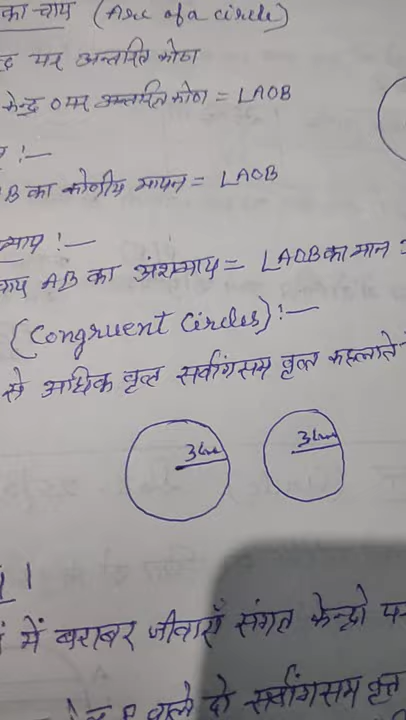 का चाप (Arc of a circle)
पर अन्तरित कोण
केन्द्र O पर अन्तरित कोण = ∠AOB
:—
B का कोणीय मापन = ∠AOB
:—
चाप AB का अंशमाप = ∠AOB का मान
(Congruent Circles):—
से अधिक वृत्त सर्वांगसम वृत्त कहलाते
3cm 3cm
1
में बराबर जीवाएँ संगत केन्द्रो
वाले दो सर्वांगसम वृत्त